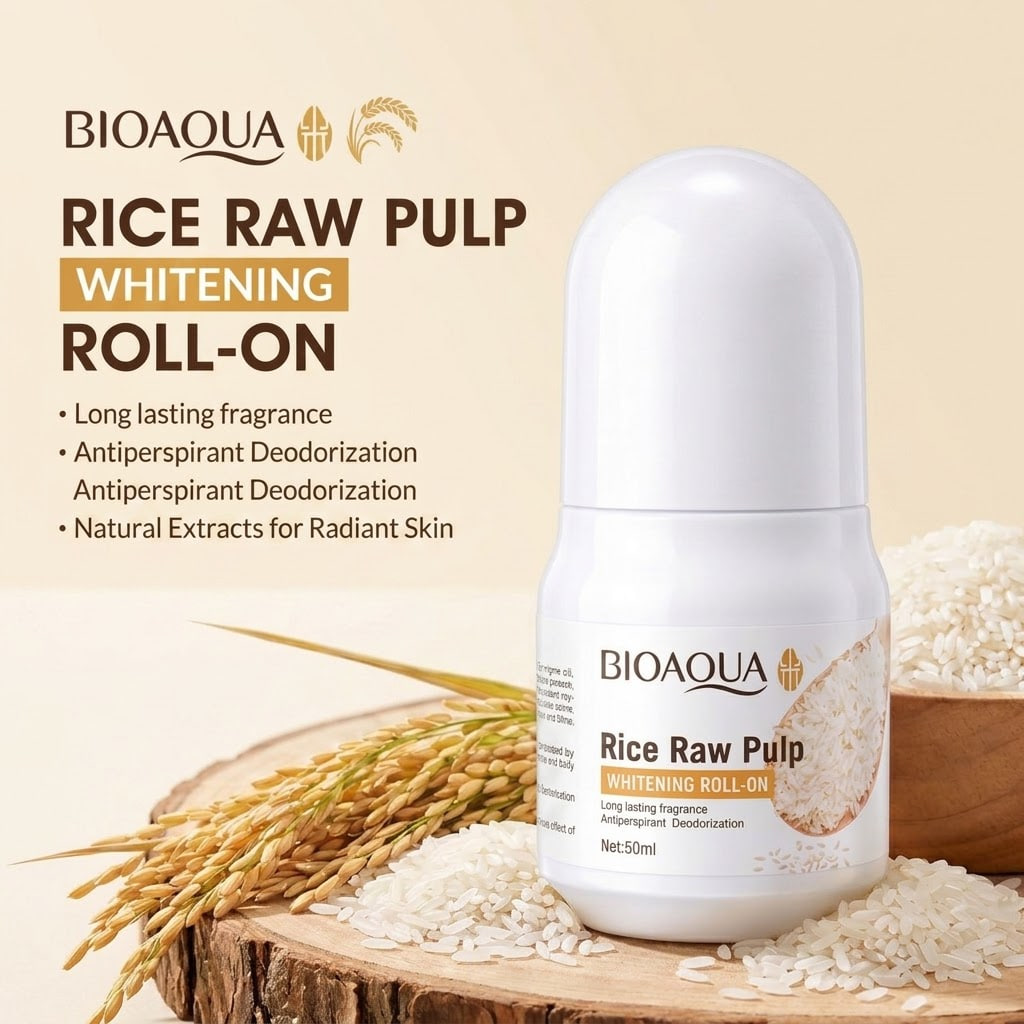 BIOAQUA
RICE RAW PULP
WHITENING
ROLL-ON
• Long lasting fragrance
• Antiperspirant Deodorization
Antiperspirant Deodorization
• Natural Extracts for Radiant Skin
BIOAQUA
Rice Raw Pulp
WHITENING ROLL-ON
Long lasting fragrance
Antiperspirant Deodorization
Net:50ml